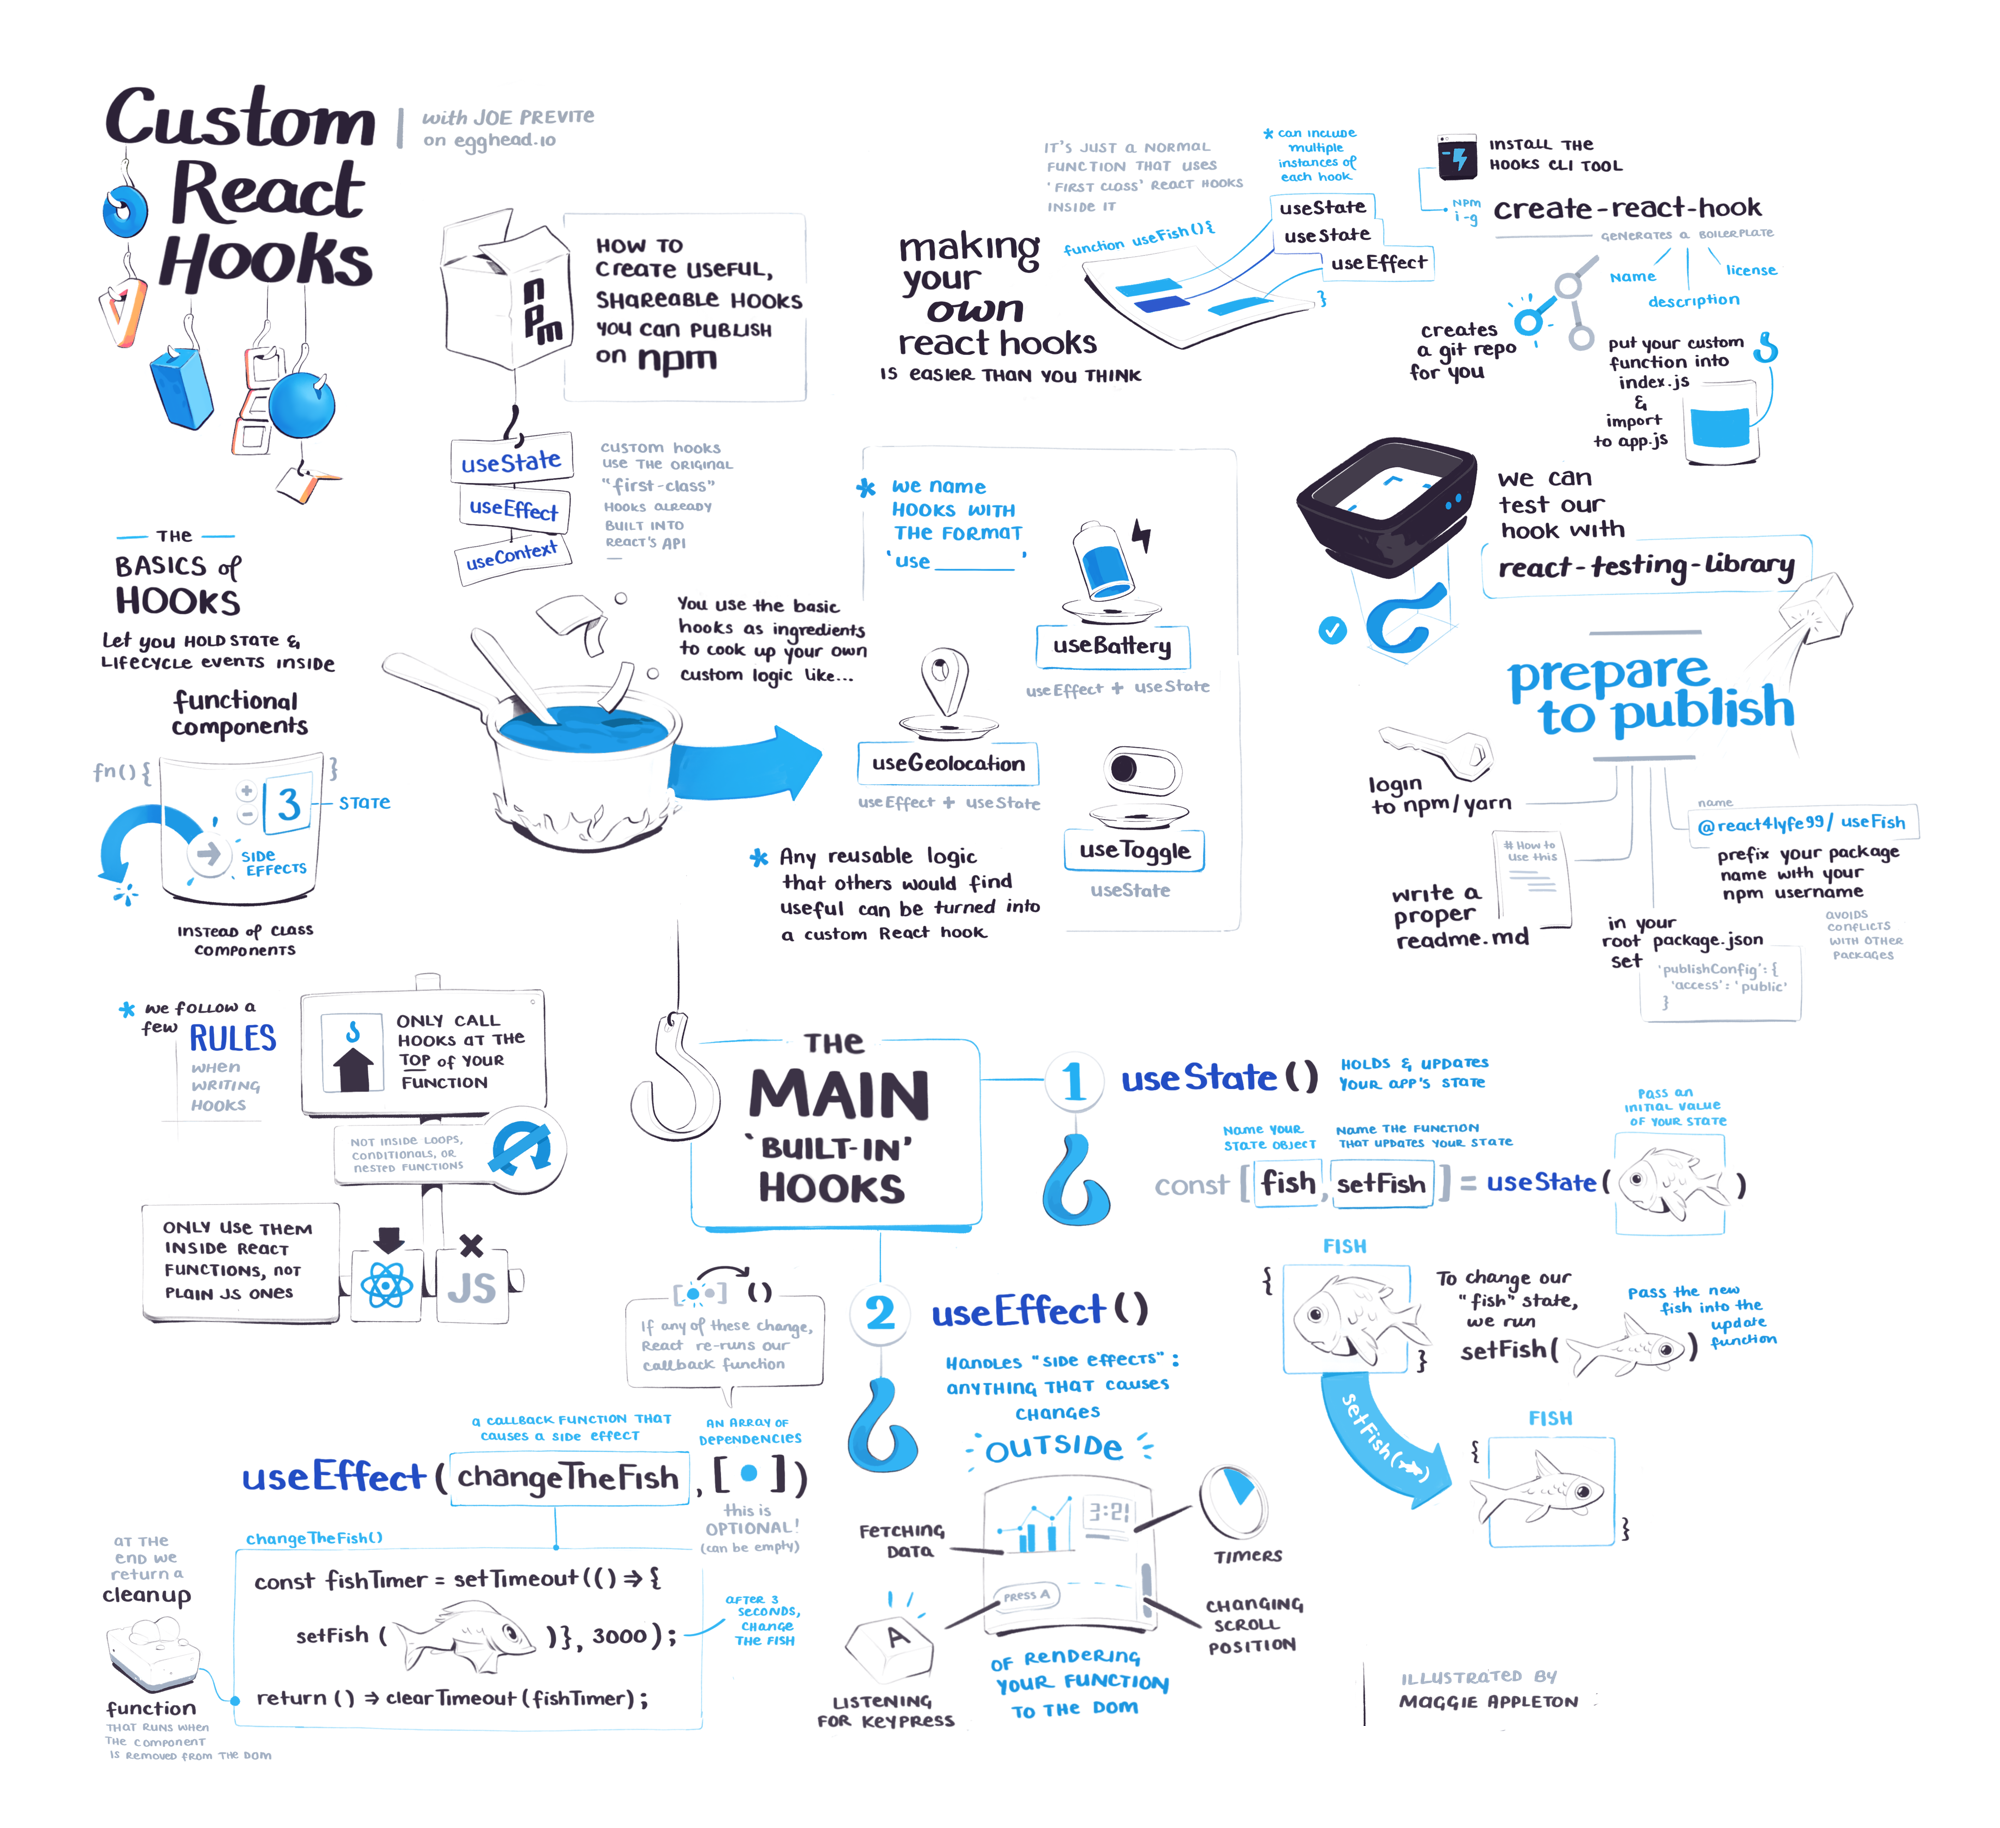 Custom
React
Hooks
with JOE PREVITE
on egghead.io
npm
HOW TO
CREATE USEFUL,
SHAREABLE HOOKS
YOU CAN PUBLISH
ON npm
useState
useEffect
useContext
CUSTOM HOOKS
USE THE ORIGINAL
"first-class"
HOOKS ALREADY
BUILT INTO
REACT'S API
THE
BASICS of
HOOKS
Let you HOLD STATE &
LIFECYCLE EVENTS INSIDE
functional
components
fn() {
}
+
-
3
STATE
SIDE
EFFECTS
INSTEAD OF CLASS
COMPONENTS
You use the basic
hooks as ingredients
to cook up your own
custom logic like...
* we name
HOOKS WITH
THE FORMAT
'use ______'
useBattery
useEffect + useState
useGeolocation
useEffect + useState
useToggle
useState
* Any reusable logic
that others would find
useful can be turned into
a custom React hook
making
your
own
react hooks
IS EASIER THAN YOU THINK
IT'S JUST A NORMAL
FUNCTION THAT USES
'FIRST CLASS' REACT HOOKS
INSIDE IT
function useFish() {
* can include
multiple
instances of
each hook
useState
useState
useEffect
}
INSTALL THE
HOOKS CLI TOOL
NPM
i -g
create-react-hook
GENERATES a BOILERPLATE
Name
description
license
creates
a git repo
for you
put your custom
function into
index.js
&
import
to app.js
we can
test our
hook with
react-testing-library
prepare
to publish
login
to npm/yarn
# How to
use this
write a
proper
readme.md
in your
root package.json
set
'publishConfig': {
'access': 'public'
}
name
@react4lyfe99/ useFish
prefix your package
name with your
npm username
AVOIDS
CONFLICTS
WITH OTHER
PACKAGES
* we follow a
few RULES
WHEN
WRITING
HOOKS
ONLY CALL
HOOKS AT THE
TOP of YOUR
FUNCTION
NOT INSIDE LOOPS,
CONDITIONALS, OR
NESTED FUNCTIONS
ONLY USE THEM
INSIDE REACT
FUNCTIONS, NOT
PLAIN JS ONES
JS
THE
MAIN
'BUILT-IN'
HOOKS
1
useState()
HOLDS & UPDATES
YOUR APP'S STATE
NAME YOUR
STATE OBJECT
NAME THE FUNCTION
THAT UPDATES YOUR STATE
PASS AN
INITIAL VALUE
OF YOUR STATE
const [fish, setFish] = useState( )
FISH
{
}
To change our
"fish" state,
we run
setFish( )
pass the new
fish into the
update
function
setFish( )
FISH
{
}
2
useEffect()
HANDLES "SIDE EFFECTS":
ANYTHING THAT CAUSES
CHANGES
OUTSIDE
FETCHING
DATA
3:21
TIMERS
PRESS A
A
LISTENING
FOR KEYPRESS
CHANGING
SCROLL
POSITION
OF RENDERING
YOUR FUNCTION
TO THE DOM
[ ] ()
If any of these change,
React re-runs our
callback function
A CALLBACK FUNCTION THAT
CAUSES A SIDE EFFECT
AN ARRAY OF
DEPENDENCIES
useEffect(changeTheFish, [ ])
this is
OPTIONAL!
(can be empty)
changeTheFish()
const fishTimer = setTimeout(() => {
setFish( )}, 3000);
return () => clearTimeout(fishTimer);
AFTER 3
SECONDS,
CHANGE
THE FISH
AT THE
END we
return a
cleanup
function
THAT RUNS WHEN
THE COMPONENT
IS REMOVED FROM THE DOM
ILLUSTRATED BY
MAGGIE APPLETON